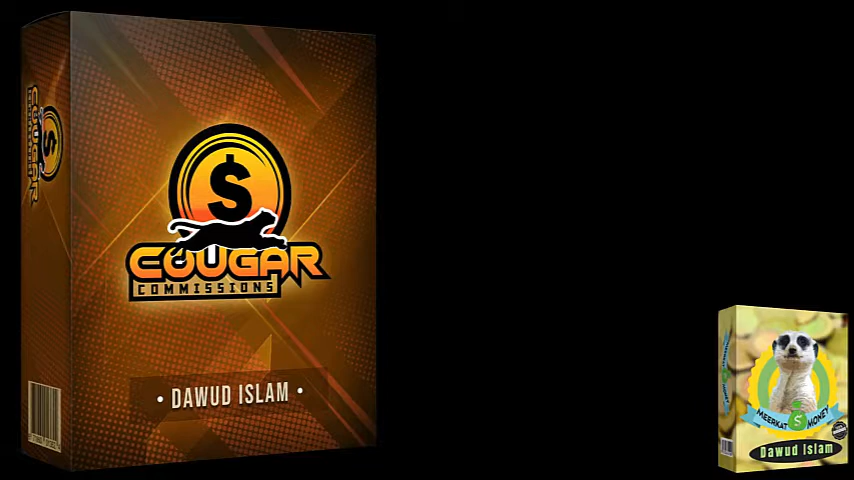 $
COUGAR
COMMISSIONS
• DAWUD ISLAM •
COUGAR
$
MEERKAT $ MONEY
Dawud Islam